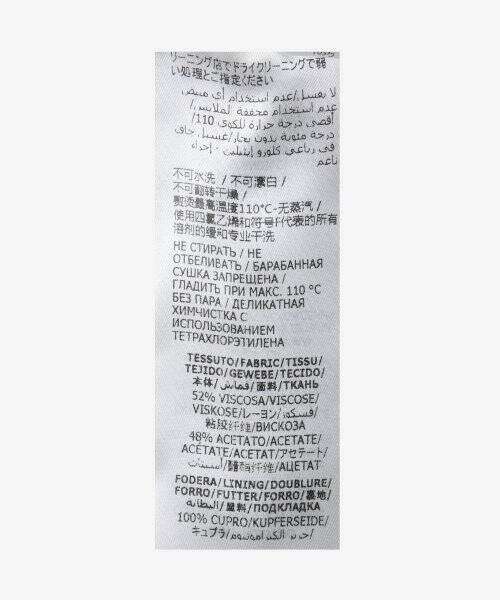 リーニング店でドライクリーニングで弱
い処理とご指定ください
لا يغسل/عدم استخدام أي مبيض
عدم استخدام مجففة الملابس/
أقصى درجة حرارة للكوي 110/
درجة مئوية بدون بخار/غسيل جاف
في رباعي كلورو إيثيلين - إجراء
ناعم
不可水洗 / 不可漂白 /
不可翻转干燥 /
熨烫最高温度110°C-无蒸汽 /
使用四氯乙烯和符号F代表的所有
溶剂的缓和专业干洗
НЕ СТИРАТЬ / НЕ
ОТБЕЛИВАТЬ / БАРАБАННАЯ
СУШКА ЗАПРЕЩЕНА /
ГЛАДИТЬ ПРИ МАКС. 110 °C
БЕЗ ПАРА / ДЕЛИКАТНАЯ
ХИМЧИСТКА С
ИСПОЛЬЗОВАНИЕМ
ТЕТРАХЛОРЭТИЛЕНА
TESSUTO/FABRIC/TISSU/
TEJIDO/GEWEBE/TECIDO/
本体/قماش/面料/ТКАНЬ
52% VISCOSA/VISCOSE/
VISKOSE/レーヨン/فسكوز/
粘胶纤维/ВИСКОЗА
48% ACETATO/ACETATE/
ACÉTATE/ACETAT/アセテート/
أسيتات/醋酯纤维/АЦЕТАТ
FODERA/LINING/DOUBLURE/
FORRO/FUTTER/FORRO/裏地/
البطانة/里料/ПОДКЛАДКА
100% CUPRO/KUPFERSEIDE/
キュプラ/حرير الكبرامونيوم/